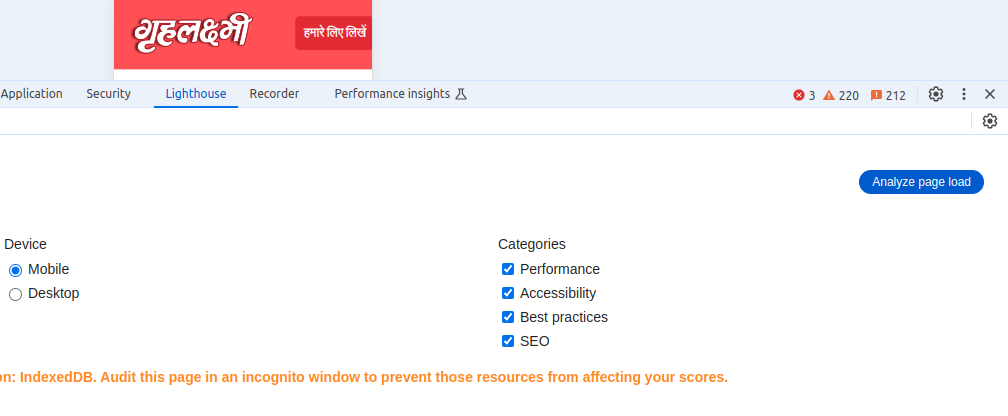 गृहलक्ष्मी हमारे लिए लिखें
Application Security Lighthouse Recorder Performance insights 3 220 212
Analyze page load
Device Categories
Mobile Performance
Desktop Accessibility
Best practices
SEO
on: IndexedDB. Audit this page in an incognito window to prevent those resources from affecting your scores.